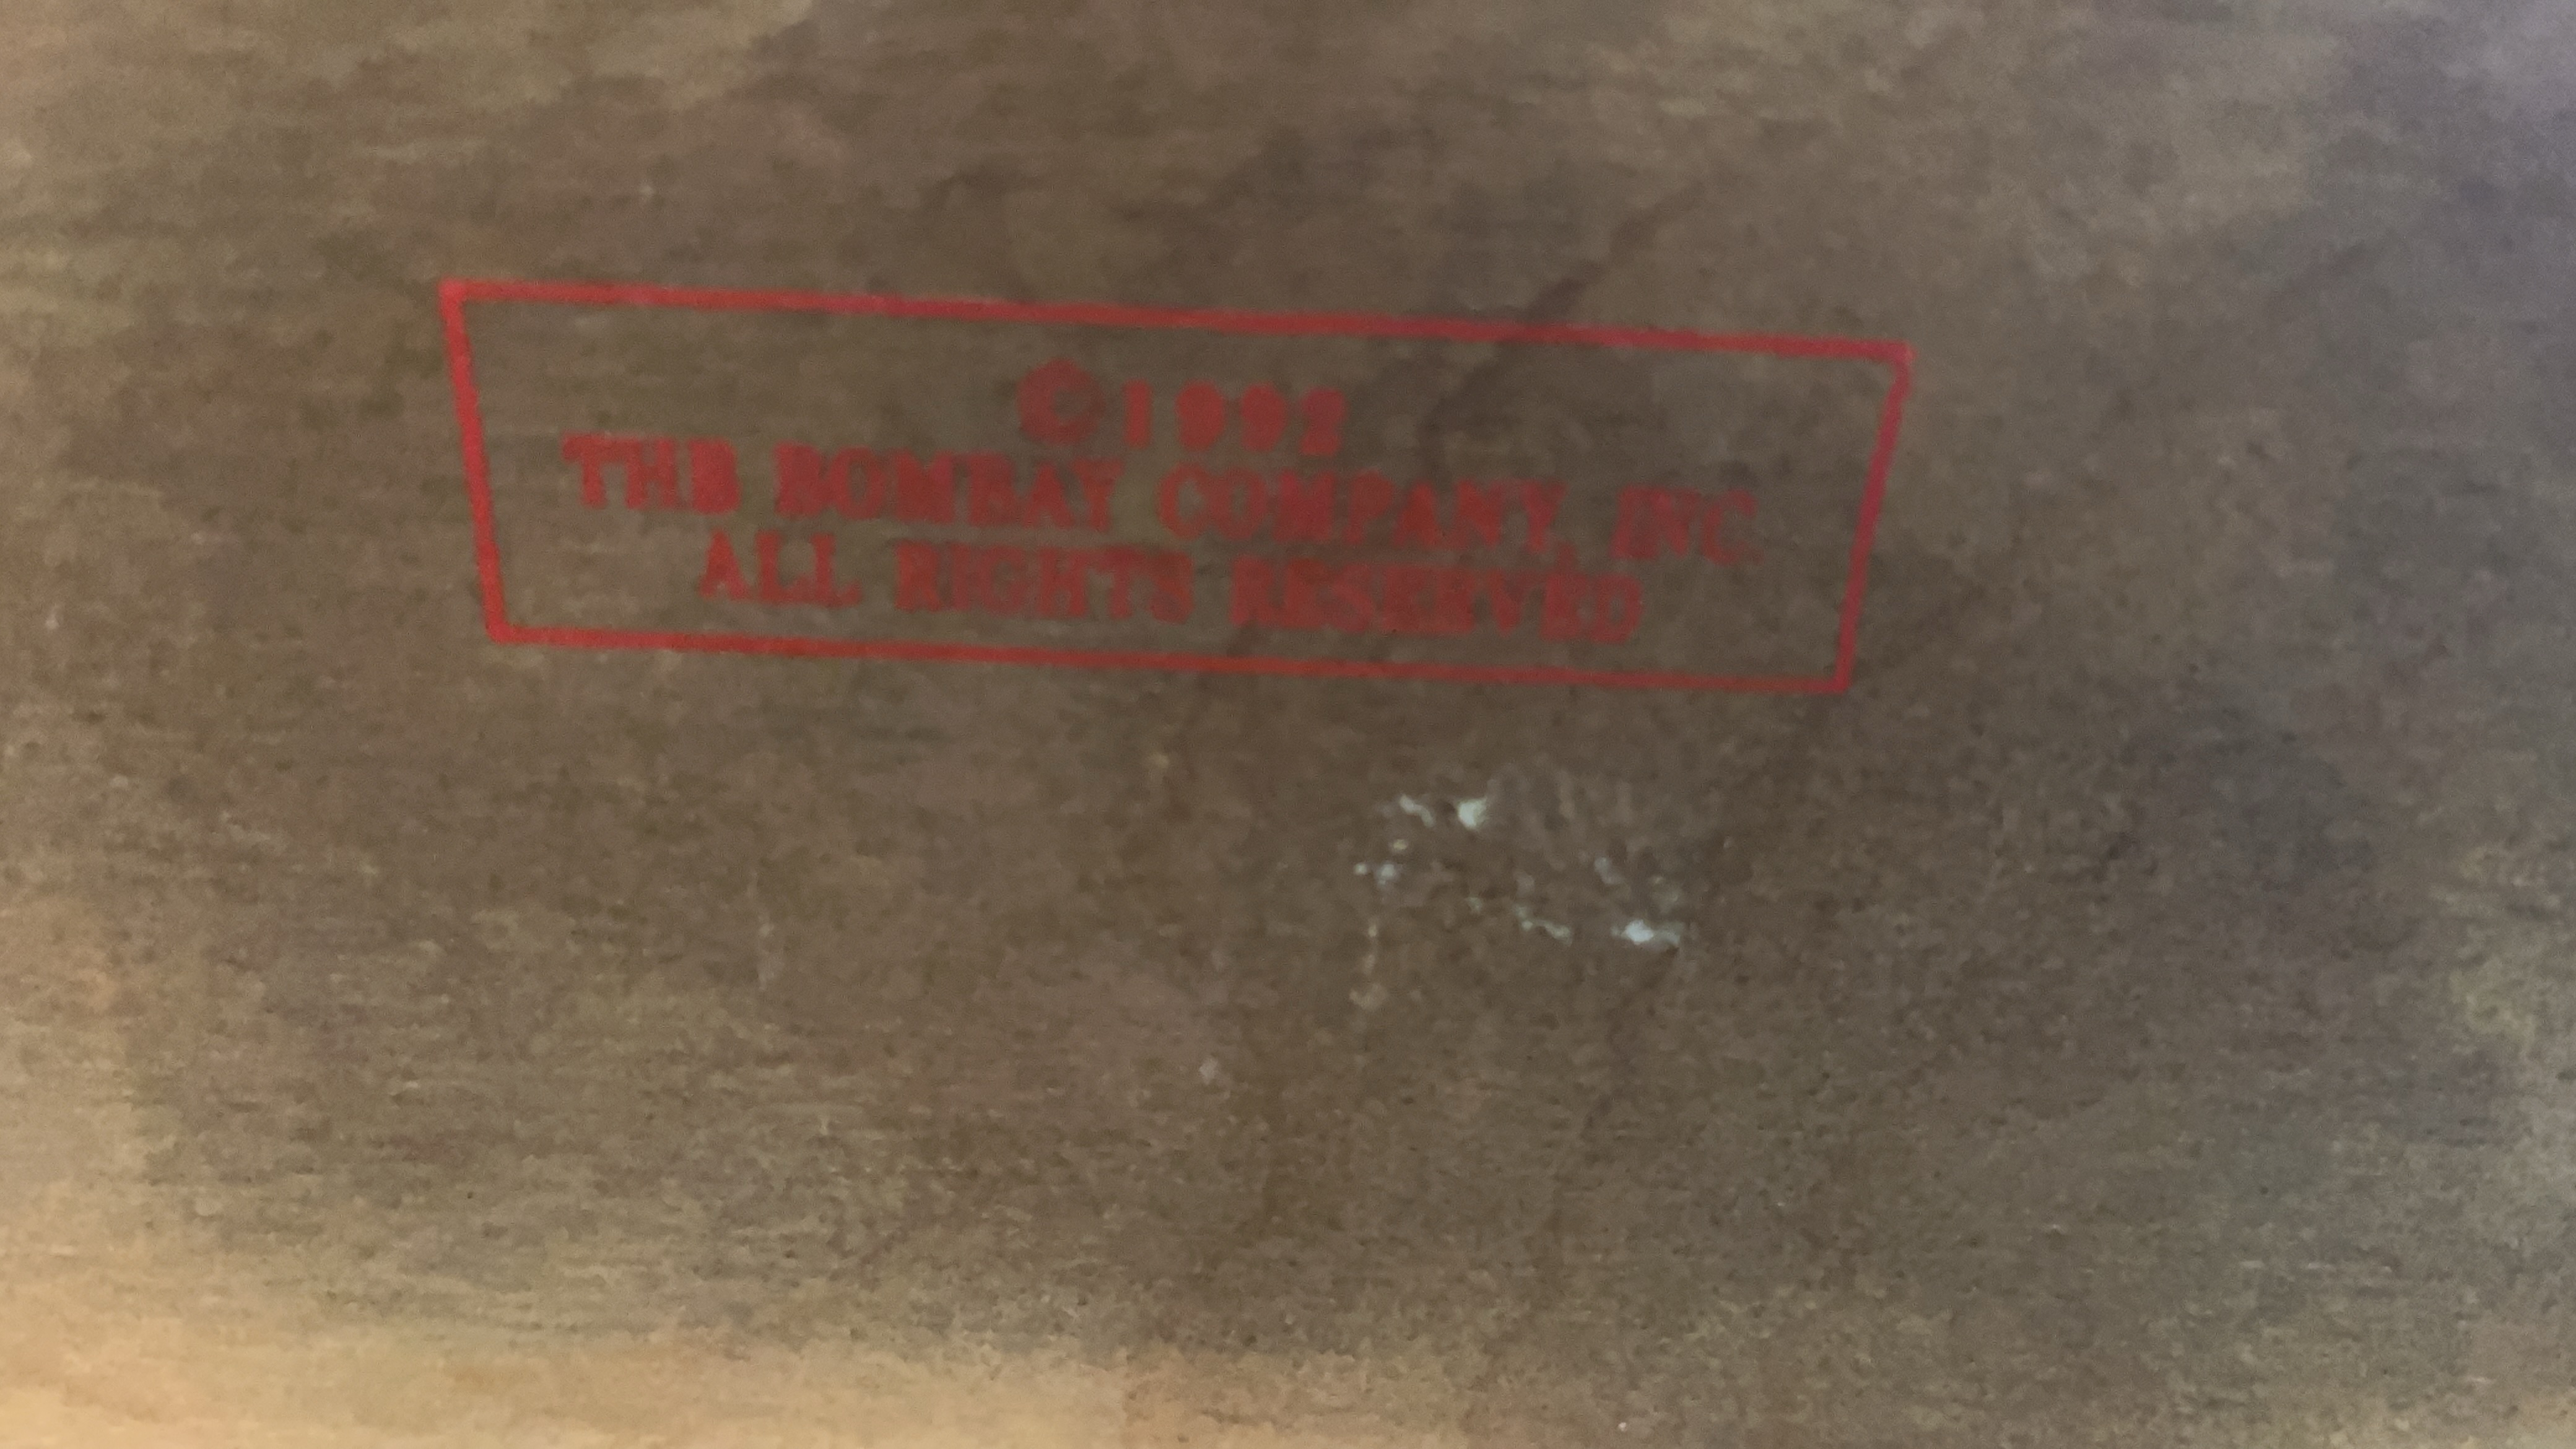 ©1992
THE BOMBAY COMPANY, INC.
ALL RIGHTS RESERVED